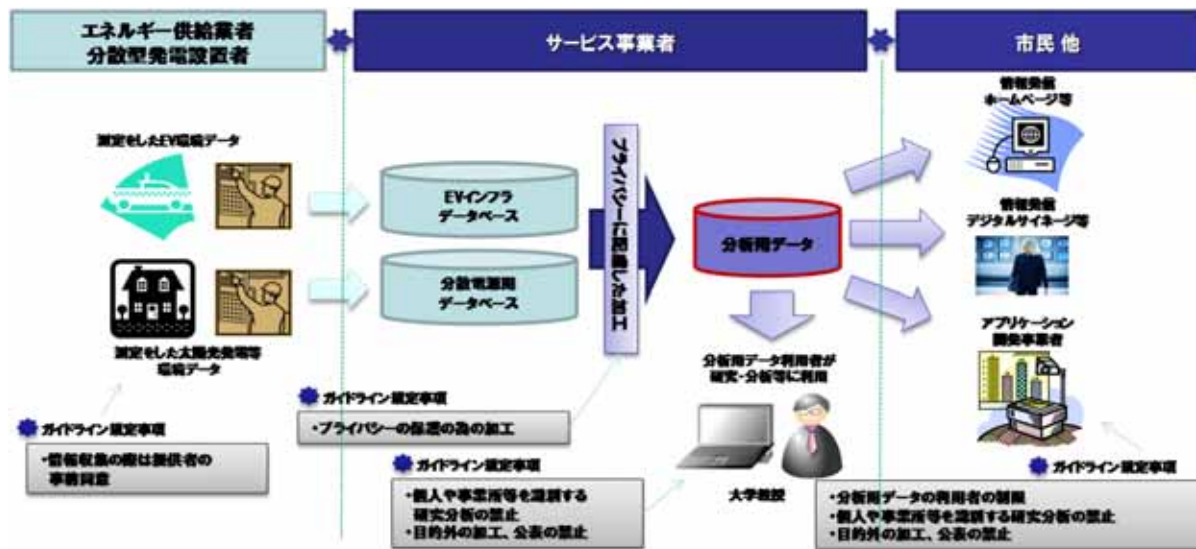 エネルギー供給業者
分散型発電設置者
サービス事業者
市民 他
測定をしたEV環境データ
EVインフラ
データベース
分散電源用
データベース
測定をした太陽光発電等
環境データ
プライバシーに配慮した加工
分析用データ
分析用データ利用者が
研究・分析等に利用
大学教授
情報発信
ホームページ等
情報発信
デジタルサイネージ等
アプリケーション
開発事業者
ガイドライン規定事項
・情報収集の際は提供者の
事前同意
ガイドライン規定事項
・プライバシーの保護の為の加工
ガイドライン規定事項
・個人や事業所等を識別する
研究分析の禁止
・目的外の加工、公表の禁止
ガイドライン規定事項
・分析用データの利用者の制限
・個人や事業所等を識別する研究分析の禁止
・目的外の加工、公表の禁止